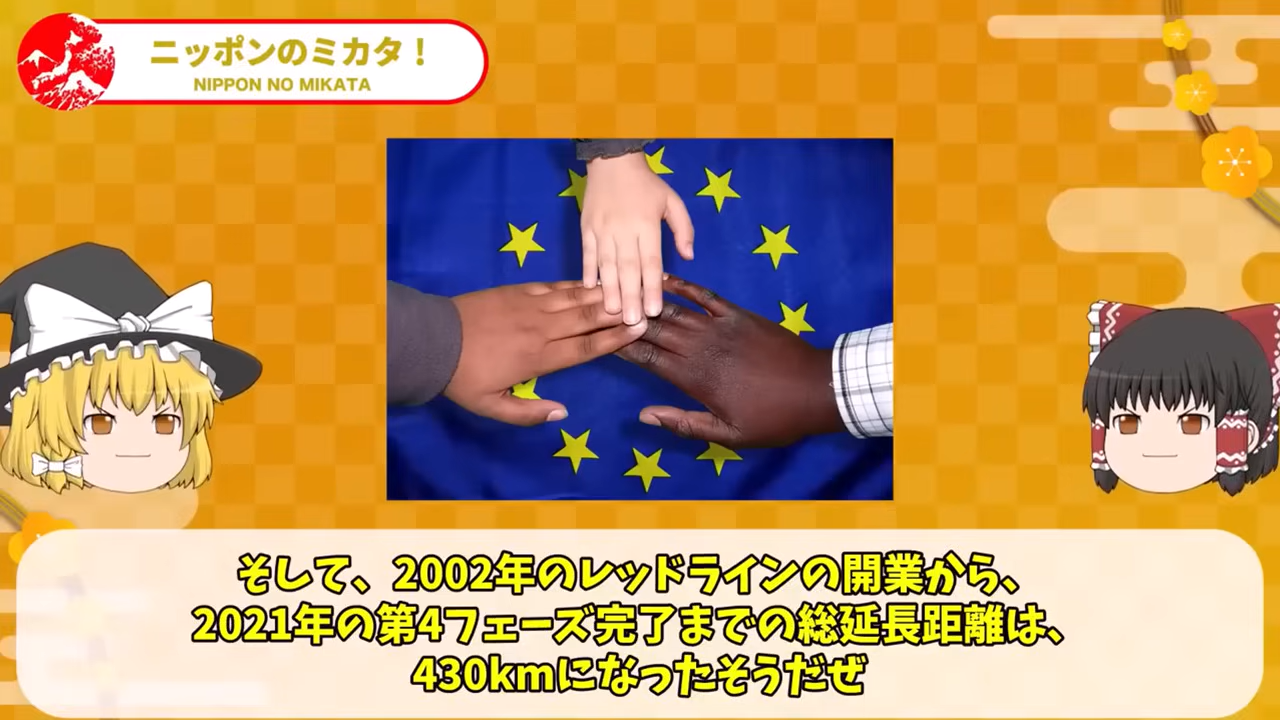 ニッポンのミカタ！
NIPPON NO MIKATA
そして、2002年のレッドラインの開業から、
2021年の第4フェーズ完了までの総延長距離は、
430kmになったそうだぜ